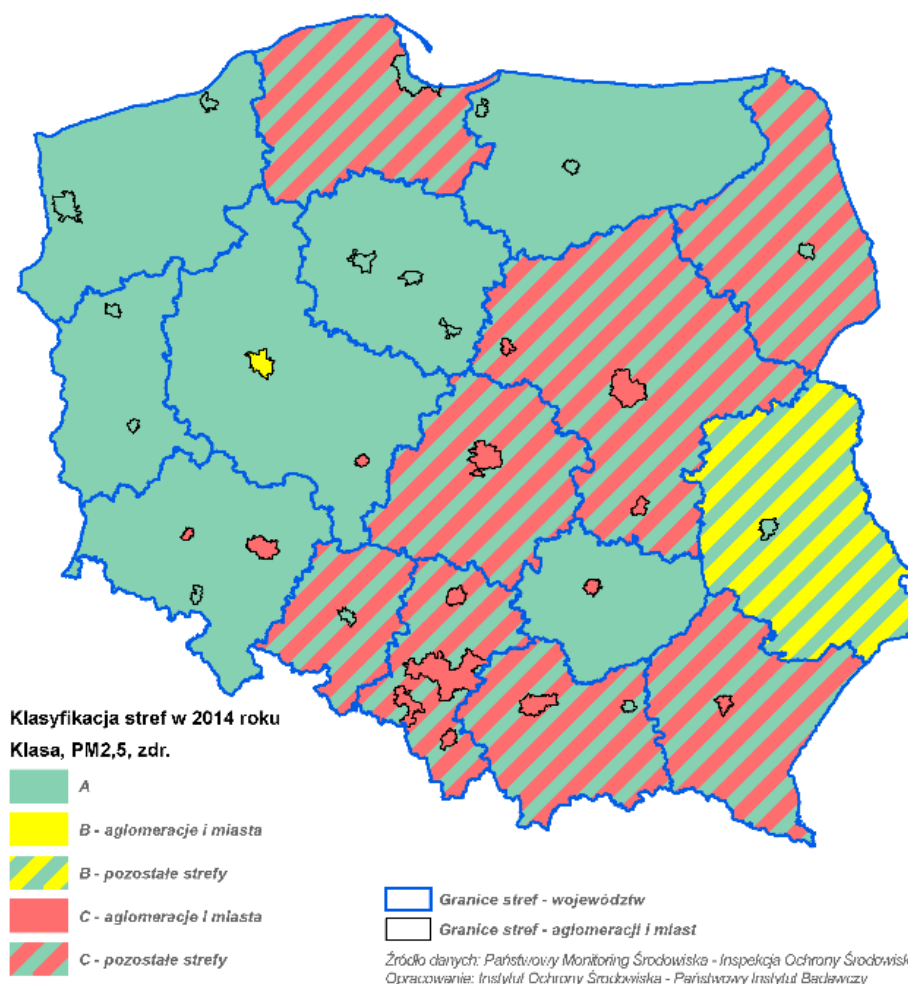 Klasyfikacja stref w 2014 roku
Klasa, PM2,5, zdr.
A
B - aglomeracje i miasta
B - pozostałe strefy
C - aglomeracje i miasta
C - pozostałe strefy
Granice stref - województw
Granice stref - aglomeracji i miast
Źródło danych: Państwowy Monitoring Środowiska - Inspekcja Ochrony Środowisk
Opracowanie: Instytut Ochrony Środowiska - Państwowy Instytut Badawczy